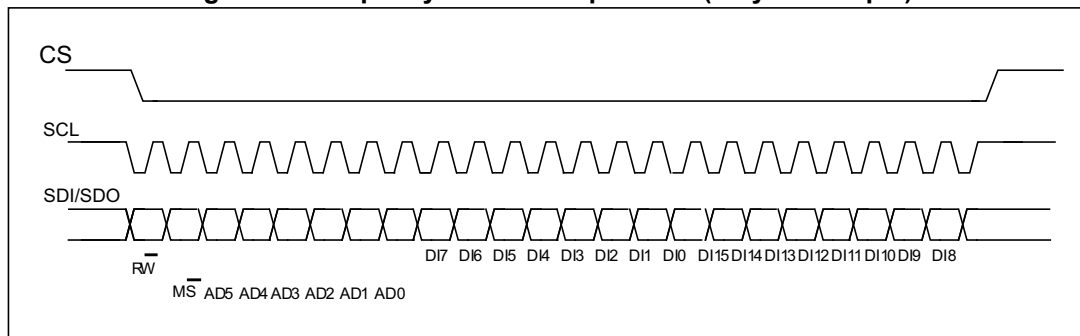 CS
SCL
SDI/SDO
DI7 DI6 DI5 DI4 DI3 DI2 DI1 DI0 DI15 DI14 DI13 DI12 DI11 DI10 DI9 DI8
RW̅
MS̅ AD5 AD4 AD3 AD2 AD1 AD0